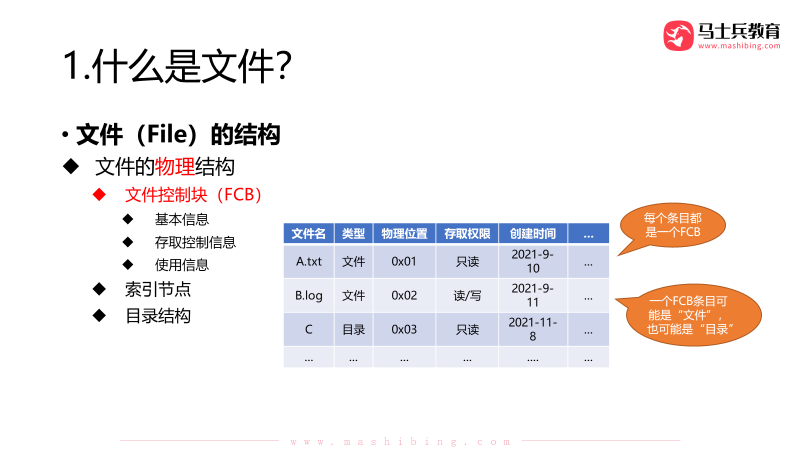 马士兵教育
www.mashibing.com
1.什么是文件？
• 文件（File）的结构
◆ 文件的物理结构
◆ 文件控制块（FCB）
◆ 基本信息
◆ 存取控制信息
◆ 使用信息
◆ 索引节点
◆ 目录结构
文件名 类型 物理位置 存取权限 创建时间 …
A.txt 文件 0x01 只读 2021-9-10 …
B.log 文件 0x02 读/写 2021-9-11 …
C 目录 0x03 只读 2021-11-8 …
… … … … …. …
每个条目都
是一个FCB
一个FCB条目可
能是“文件”，
也可能是“目录”
www.mashibing.com